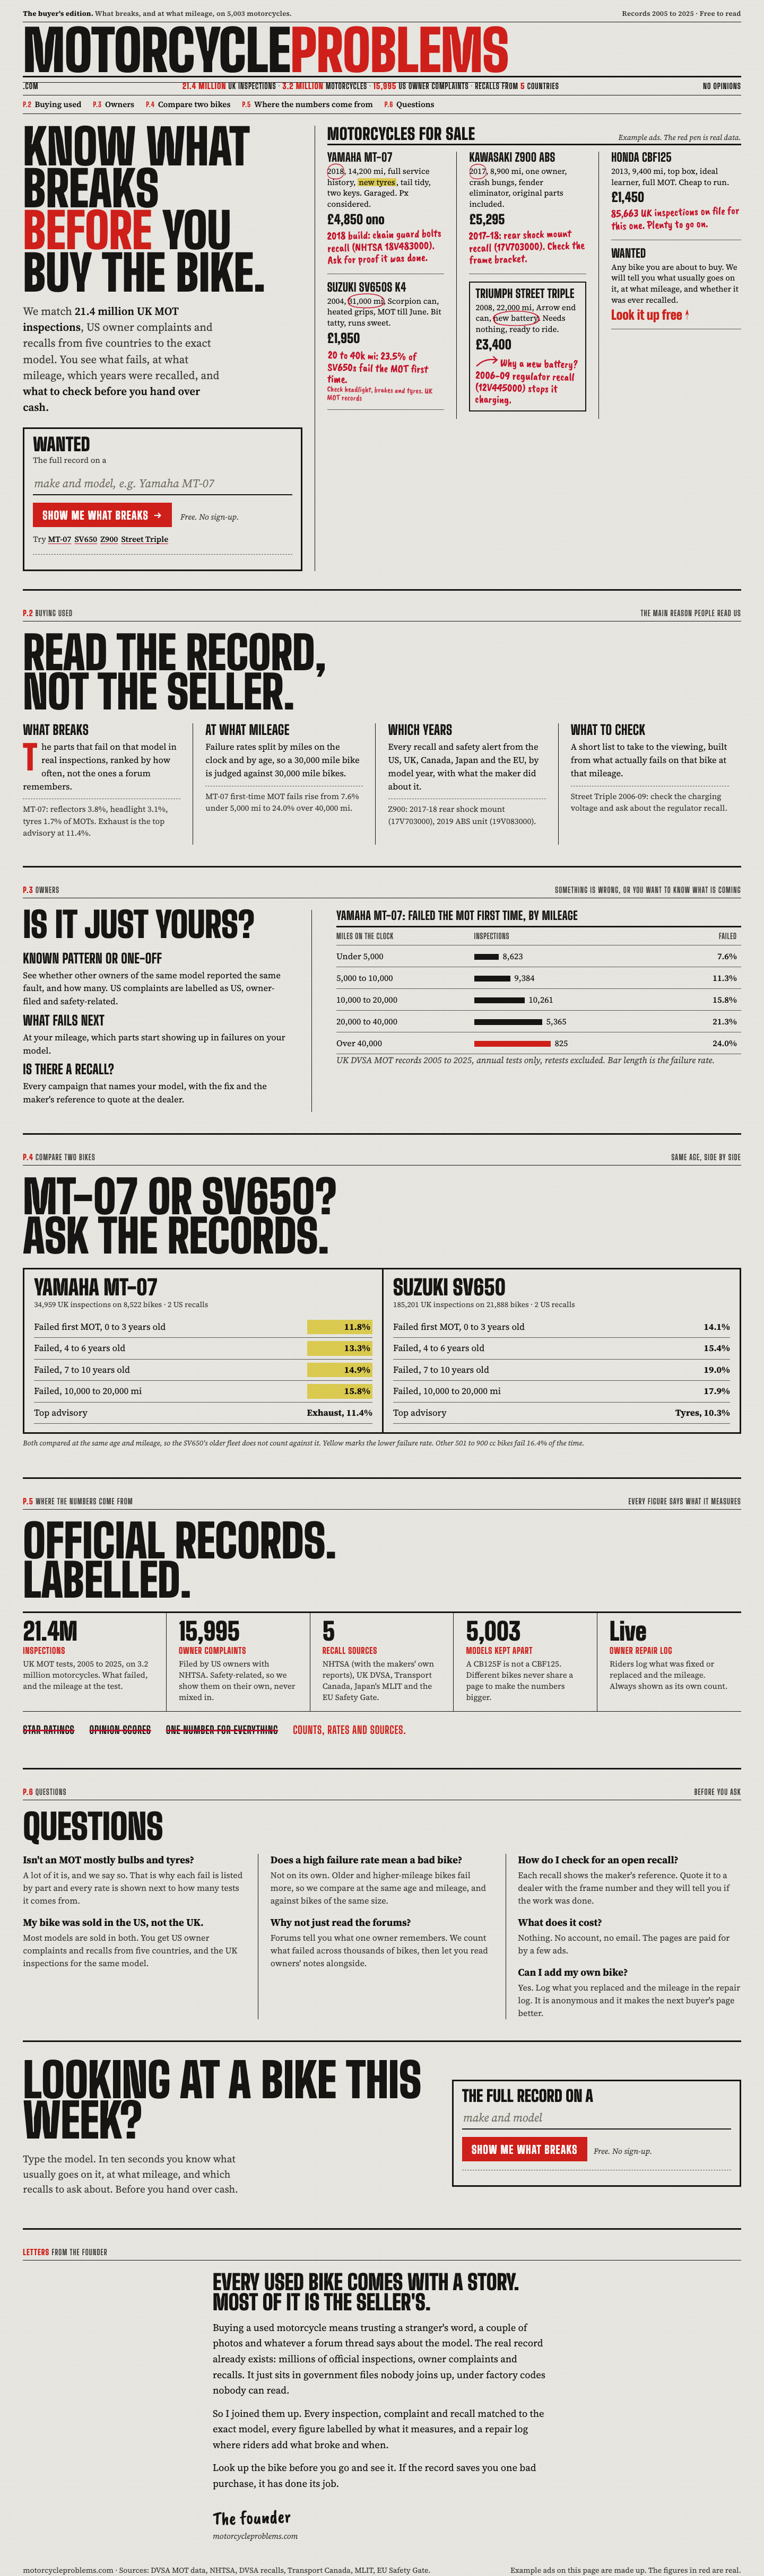 The buyer's edition. What breaks, and at what mileage, on 5,003 motorcycles.
Records 2005 to 2025 · Free to read
MOTORCYCLEPROBLEMS
.COM
21.4 MILLION UK INSPECTIONS · 3.2 MILLION MOTORCYCLES · 15,995 US OWNER COMPLAINTS · RECALLS FROM 5 COUNTRIES
NO OPINIONS
P.2 Buying used P.3 Owners P.4 Compare two bikes P.5 Where the numbers come from P.6 Questions
KNOW WHAT
BREAKS
BEFORE YOU
BUY THE BIKE.
We match 21.4 million UK MOT
inspections, US owner complaints and
recalls from five countries to the exact
model. You see what fails, at what
mileage, which years were recalled, and
what to check before you hand over
cash.
WANTED
The full record on a
make and model, e.g. Yamaha MT-07
SHOW ME WHAT BREAKS →
Free. No sign-up.
Try MT-07 SV650 Z900 Street Triple
MOTORCYCLES FOR SALE
Example ads. The red pen is real data.
YAMAHA MT-07
2018, 14,200 mi, full service
history, new tyres, tail tidy,
two keys. Garaged. Px
considered.
£4,850 ono
2018 build: chain guard bolts
recall (NHTSA 18V483000).
Ask for proof it was done.
SUZUKI SV650S K4
2004, 31,000 mi, Scorpion can,
heated grips, MOT till June. Bit
tatty, runs sweet.
£1,950
20 to 40k mi: 23.5% of
SV650s fail the MOT first
time.
Check headlight, brakes and tyres. UK
MOT records
KAWASAKI Z900 ABS
2017, 8,900 mi, one owner,
crash bungs, fender
eliminator, original parts
included.
£5,295
2017-18: rear shock mount
recall (17V703000). Check the
frame bracket.
TRIUMPH STREET TRIPLE
2008, 22,000 mi, Arrow end
can, new battery. Needs
nothing, ready to ride.
£3,400
Why a new battery?
2006-09 regulator recall
(12V445000) stops it
charging.
HONDA CBF125
2013, 9,400 mi, top box, ideal
learner, full MOT. Cheap to run.
£1,450
85,663 UK inspections on file for
this one. Plenty to go on.
WANTED
Any bike you are about to buy. We
will tell you what usually goes on
it, at what mileage, and whether it
was ever recalled.
Look it up free ↑
P.2 BUYING USED
THE MAIN REASON PEOPLE READ US
READ THE RECORD,
NOT THE SELLER.
WHAT BREAKS
The parts that fail on that model in
real inspections, ranked by how
often, not the ones a forum
remembers.
MT-07: reflectors 3.8%, headlight 3.1%,
tyres 1.7% of MOTs. Exhaust is the top
advisory at 11.4%.
AT WHAT MILEAGE
Failure rates split by miles on the
clock and by age, so a 30,000 mile bike
is judged against 30,000 mile bikes.
MT-07 first-time MOT fails rise from 7.6%
under 5,000 mi to 24.0% over 40,000 mi.
WHICH YEARS
Every recall and safety alert from the
US, UK, Canada, Japan and the EU, by
model year, with what the maker did
about it.
Z900: 2017-18 rear shock mount
(17V703000), 2019 ABS unit (19V083000).
WHAT TO CHECK
A short list to take to the viewing, built
from what actually fails on that bike at
that mileage.
Street Triple 2006-09: check the charging
voltage and ask about the regulator recall.
P.3 OWNERS
SOMETHING IS WRONG, OR YOU WANT TO KNOW WHAT IS COMING
IS IT JUST YOURS?
KNOWN PATTERN OR ONE-OFF
See whether other owners of the same model reported the same
fault, and how many. US complaints are labelled as US, owner-
filed and safety-related.
WHAT FAILS NEXT
At your mileage, which parts start showing up in failures on your
model.
IS THERE A RECALL?
Every campaign that names your model, with the fix and the
maker's reference to quote at the dealer.
YAMAHA MT-07: FAILED THE MOT FIRST TIME, BY MILEAGE
MILES ON THE CLOCK INSPECTIONS FAILED
Under 5,000 8,623 7.6%
5,000 to 10,000 9,384 11.3%
10,000 to 20,000 10,261 15.8%
20,000 to 40,000 5,365 21.3%
Over 40,000 825 24.0%
UK DVSA MOT records 2005 to 2025, annual tests only, retests excluded. Bar length is the failure rate.
P.4 COMPARE TWO BIKES
SAME AGE, SIDE BY SIDE
MT-07 OR SV650?
ASK THE RECORDS.
YAMAHA MT-07
34,959 UK inspections on 8,522 bikes · 2 US recalls
Failed first MOT, 0 to 3 years old 11.8%
Failed, 4 to 6 years old 13.3%
Failed, 7 to 10 years old 14.9%
Failed, 10,000 to 20,000 mi 15.8%
Top advisory Exhaust, 11.4%
SUZUKI SV650
185,201 UK inspections on 21,888 bikes · 2 US recalls
Failed first MOT, 0 to 3 years old 14.1%
Failed, 4 to 6 years old 15.4%
Failed, 7 to 10 years old 19.0%
Failed, 10,000 to 20,000 mi 17.9%
Top advisory Tyres, 10.3%
Both compared at the same age and mileage, so the SV650's older fleet does not count against it. Yellow marks the lower failure rate. Other 501 to 900 cc bikes fail 16.4% of the time.
P.5 WHERE THE NUMBERS COME FROM
EVERY FIGURE SAYS WHAT IT MEASURES
OFFICIAL RECORDS.
LABELLED.
21.4M
INSPECTIONS
UK MOT tests, 2005 to 2025, on 3.2
million motorcycles. What failed,
and the mileage at the test.
15,995
OWNER COMPLAINTS
Filed by US owners with
NHTSA. Safety-related, so we
show them on their own, never
mixed in.
5
RECALL SOURCES
NHTSA (with the makers' own
reports), UK DVSA, Transport
Canada, Japan's MLIT and the
EU Safety Gate.
5,003
MODELS KEPT APART
A CB125F is not a CBF125.
Different bikes never share a
page to make the numbers
bigger.
Live
OWNER REPAIR LOG
Riders log what was fixed or
replaced and the mileage.
Always shown as its own count.
STAR RATINGS OPINION SCORES ONE NUMBER FOR EVERYTHING COUNTS, RATES AND SOURCES.
P.6 QUESTIONS
BEFORE YOU ASK
QUESTIONS
Isn't an MOT mostly bulbs and tyres?
A lot of it is, and we say so. That is why each fail is listed
by part and every rate is shown next to how many tests
it comes from.
My bike was sold in the US, not the UK.
Most models are sold in both. You get US owner
complaints and recalls from five countries, and the UK
inspections for the same model.
Does a high failure rate mean a bad bike?
Not on its own. Older and higher-mileage bikes fail
more, so we compare at the same age and mileage, and
against bikes of the same size.
Why not just read the forums?
Forums tell you what one owner remembers. We count
what failed across thousands of bikes, then let you read
owners' notes alongside.
How do I check for an open recall?
Each recall shows the maker's reference. Quote it to a
dealer with the frame number and they will tell you if
the work was done.
What does it cost?
Nothing. No account, no email. The pages are paid for
by a few ads.
Can I add my own bike?
Yes. Log what you replaced and the mileage in the repair
log. It is anonymous and it makes the next buyer's page
better.
LOOKING AT A BIKE THIS
WEEK?
Type the model. In ten seconds you know what
usually goes on it, at what mileage, and which
recalls to ask about. Before you hand over cash.
THE FULL RECORD ON A
make and model
SHOW ME WHAT BREAKS
Free. No sign-up.
LETTERS FROM THE FOUNDER
EVERY USED BIKE COMES WITH A STORY.
MOST OF IT IS THE SELLER'S.
Buying a used motorcycle means trusting a stranger's word, a couple of
photos and whatever a forum thread says about the model. The real record
already exists: millions of official inspections, owner complaints and
recalls. It just sits in government files nobody joins up, under factory codes
nobody can read.
So I joined them up. Every inspection, complaint and recall matched to the
exact model, every figure labelled by what it measures, and a repair log
where riders add what broke and when.
Look up the bike before you go and see it. If the record saves you one bad
purchase, it has done its job.
The founder
motorcycleproblems.com
motorcycleproblems.com · Sources: DVSA MOT data, NHTSA, DVSA recalls, Transport Canada, MLIT, EU Safety Gate.
Example ads on this page are made up. The figures in red are real.